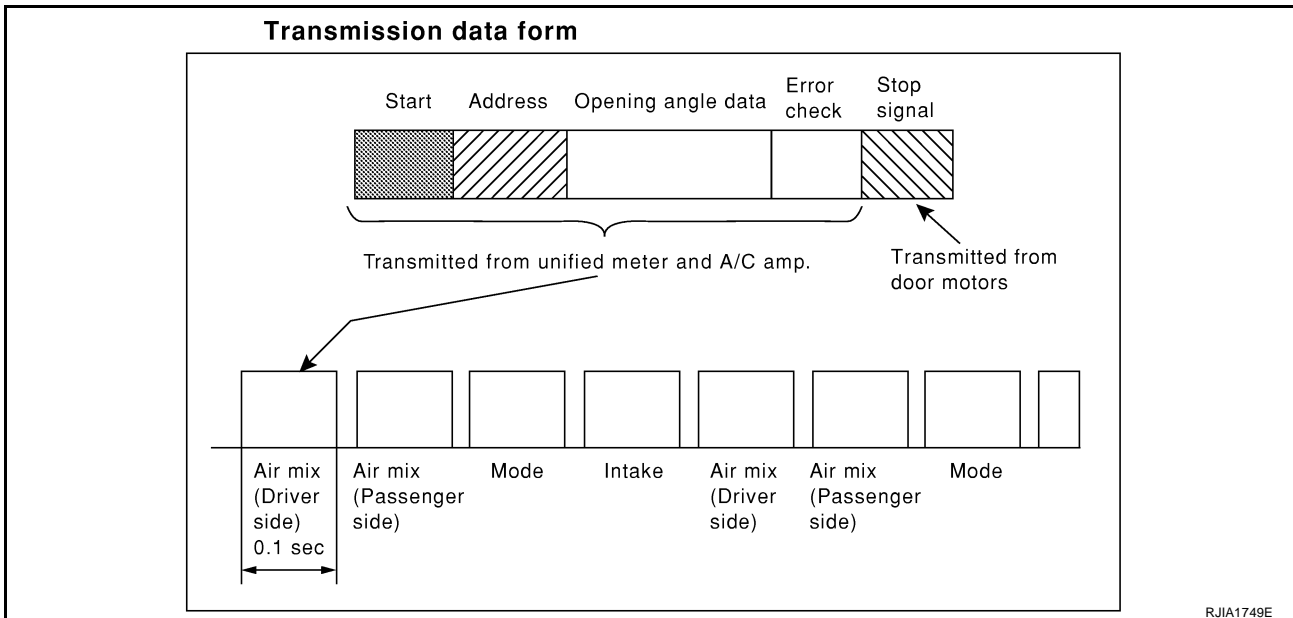 Transmission data form
Start
Address
Opening angle data
Error
check
Stop
signal
Transmitted from unified meter and A/C amp.
Transmitted from
door motors
Air mix
(Driver
side)
0.1 sec
Air mix
(Passenger
side)
Mode
Intake
Air mix
(Driver
side)
Air mix
(Passenger
side)
Mode
RJIA1749E